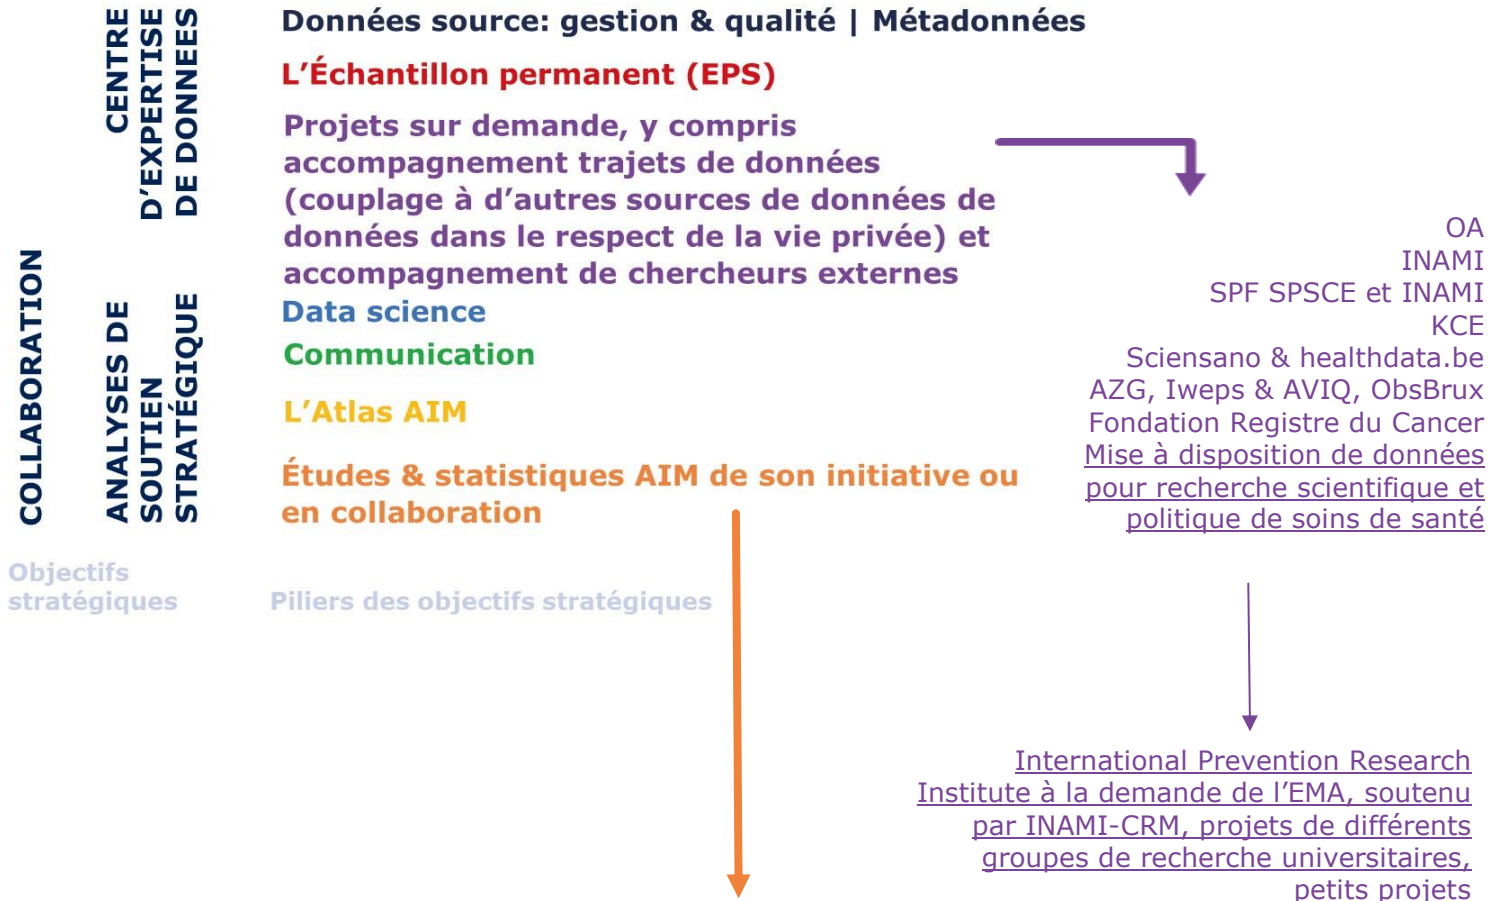 COLLABORATION
CENTRE
D'EXPERTISE
DE DONNEES
ANALYSES DE
SOUTIEN
STRATÉGIQUE
Données source: gestion & qualité | Métadonnées
L'Échantillon permanent (EPS)
Projets sur demande, y compris
accompagnement trajets de données
(couplage à d'autres sources de données de
données dans le respect de la vie privée) et
accompagnement de chercheurs externes
Data science
Communication
L'Atlas AIM
Études & statistiques AIM de son initiative ou
en collaboration
Objectifs
stratégiques
Piliers des objectifs stratégiques
OA
INAMI
SPF SPSCE et INAMI
KCE
Sciensano & healthdata.be
AZG, Iweps & AVIQ, ObsBrux
Fondation Registre du Cancer
Mise à disposition de données
pour recherche scientifique et
politique de soins de santé
International Prevention Research
Institute à la demande de l'EMA, soutenu
par INAMI-CRM, projets de différents
groupes de recherche universitaires,
petits projets